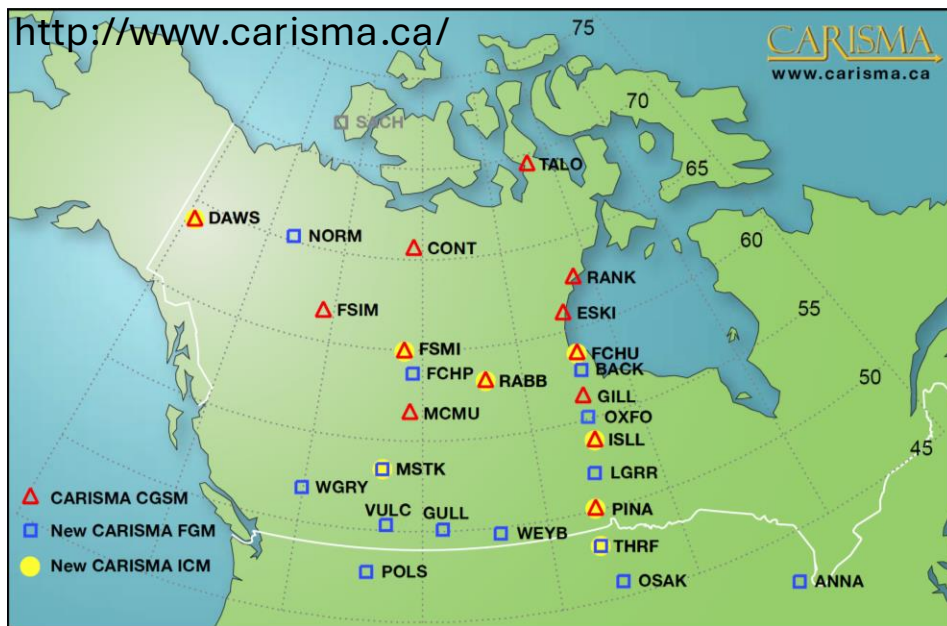 http://www.carisma.ca/
75
CARISMA
www.carisma.ca
70
SACH
TALO
65
DAWS
NORM
CONT
60
RANK
FSIM
ESKI
55
FSMI
FCHU
FCHP
BACK
RABB
50
GILL
MCMU
OXFO
ISLL
45
MSTK
LGRR
WGRY
CARISMA CGSM
VULC
GULL
PINA
New CARISMA FGM
WEYB
THRF
New CARISMA ICM
POLS
OSAK
ANNA